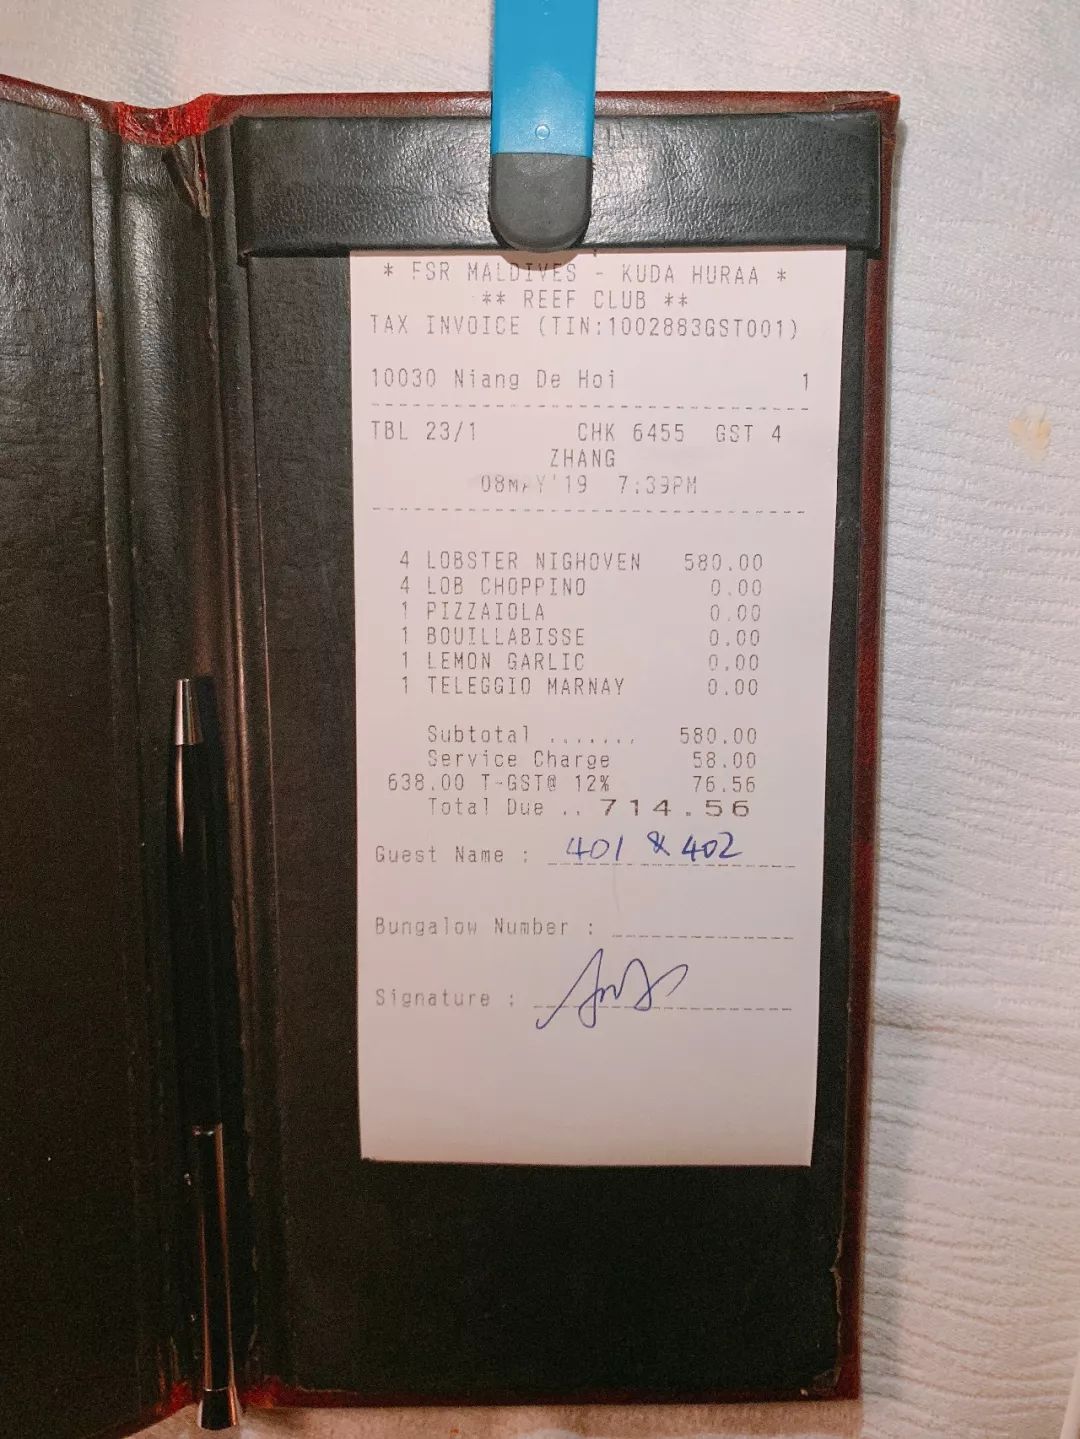 * FSR MALDIVES - KUDA HURAA *
** REEF CLUB **
TAX INVOICE (TIN:1002883GST001)
10030 Niang De Hoi 1
TBL 23/1 CHK 6455 GST 4
ZHANG
08MAY'19 7:39PM
4 LOBSTER NIGHOVEN 580.00
4 LOB CHOPPINO 0.00
1 PIZZAIOLA 0.00
1 BOUILLABISSE 0.00
1 LEMON GARLIC 0.00
1 TELEGGIO MARNAY 0.00
Subtotal ....... 580.00
Service Charge 58.00
638.00 T-GST@ 12% 76.56
Total Due .. 714.56
Guest Name : 401 & 402
Bungalow Number :
Signature :